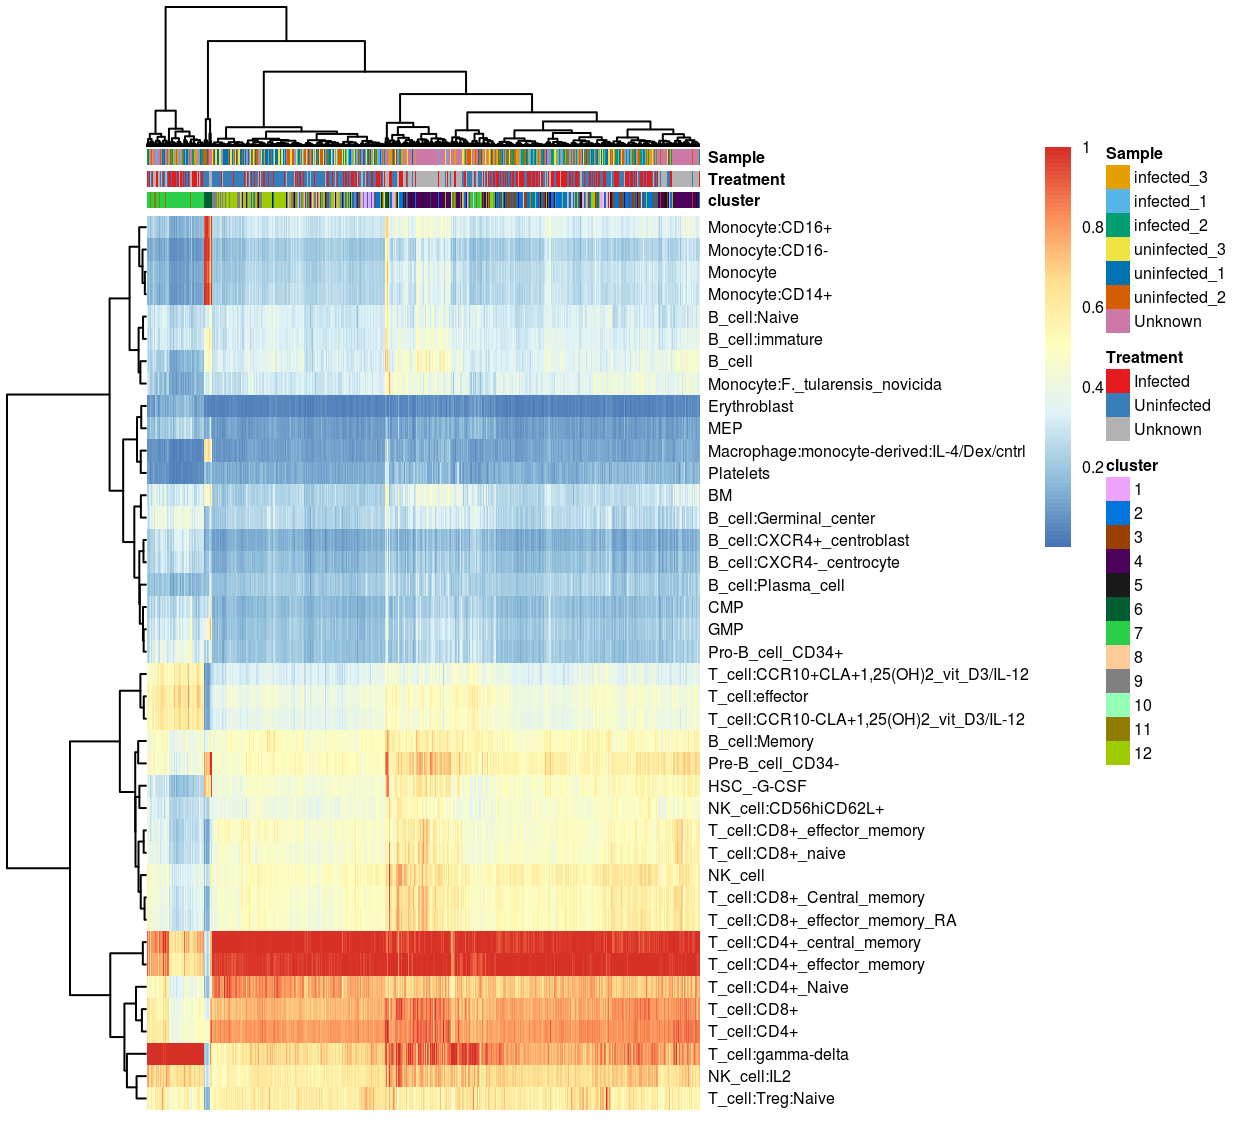 Sample
Treatment
cluster
Monocyte:CD16+
Monocyte:CD16-
Monocyte
Monocyte:CD14+
B_cell:Naive
B_cell:immature
B_cell
Monocyte:F._tularensis_novicida
Erythroblast
MEP
Macrophage:monocyte-derived:IL-4/Dex/cntrl
Platelets
BM
B_cell:Germinal_center
B_cell:CXCR4+_centroblast
B_cell:CXCR4-_centrocyte
B_cell:Plasma_cell
CMP
GMP
Pro-B_cell_CD34+
T_cell:CCR10+CLA+1,25(OH)2_vit_D3/IL-12
T_cell:effector
T_cell:CCR10-CLA+1,25(OH)2_vit_D3/IL-12
B_cell:Memory
Pre-B_cell_CD34-
HSC_-G-CSF
NK_cell:CD56hiCD62L+
T_cell:CD8+_effector_memory
T_cell:CD8+_naive
NK_cell
T_cell:CD8+_Central_memory
T_cell:CD8+_effector_memory_RA
T_cell:CD4+_central_memory
T_cell:CD4+_effector_memory
T_cell:CD4+_Naive
T_cell:CD8+
T_cell:CD4+
T_cell:gamma-delta
NK_cell:IL2
T_cell:Treg:Naive
1
0.8
0.6
0.4
0.2
Sample
infected_3
infected_1
infected_2
uninfected_3
uninfected_1
uninfected_2
Unknown
Treatment
Infected
Uninfected
Unknown
cluster
1
2
3
4
5
6
7
8
9
10
11
12